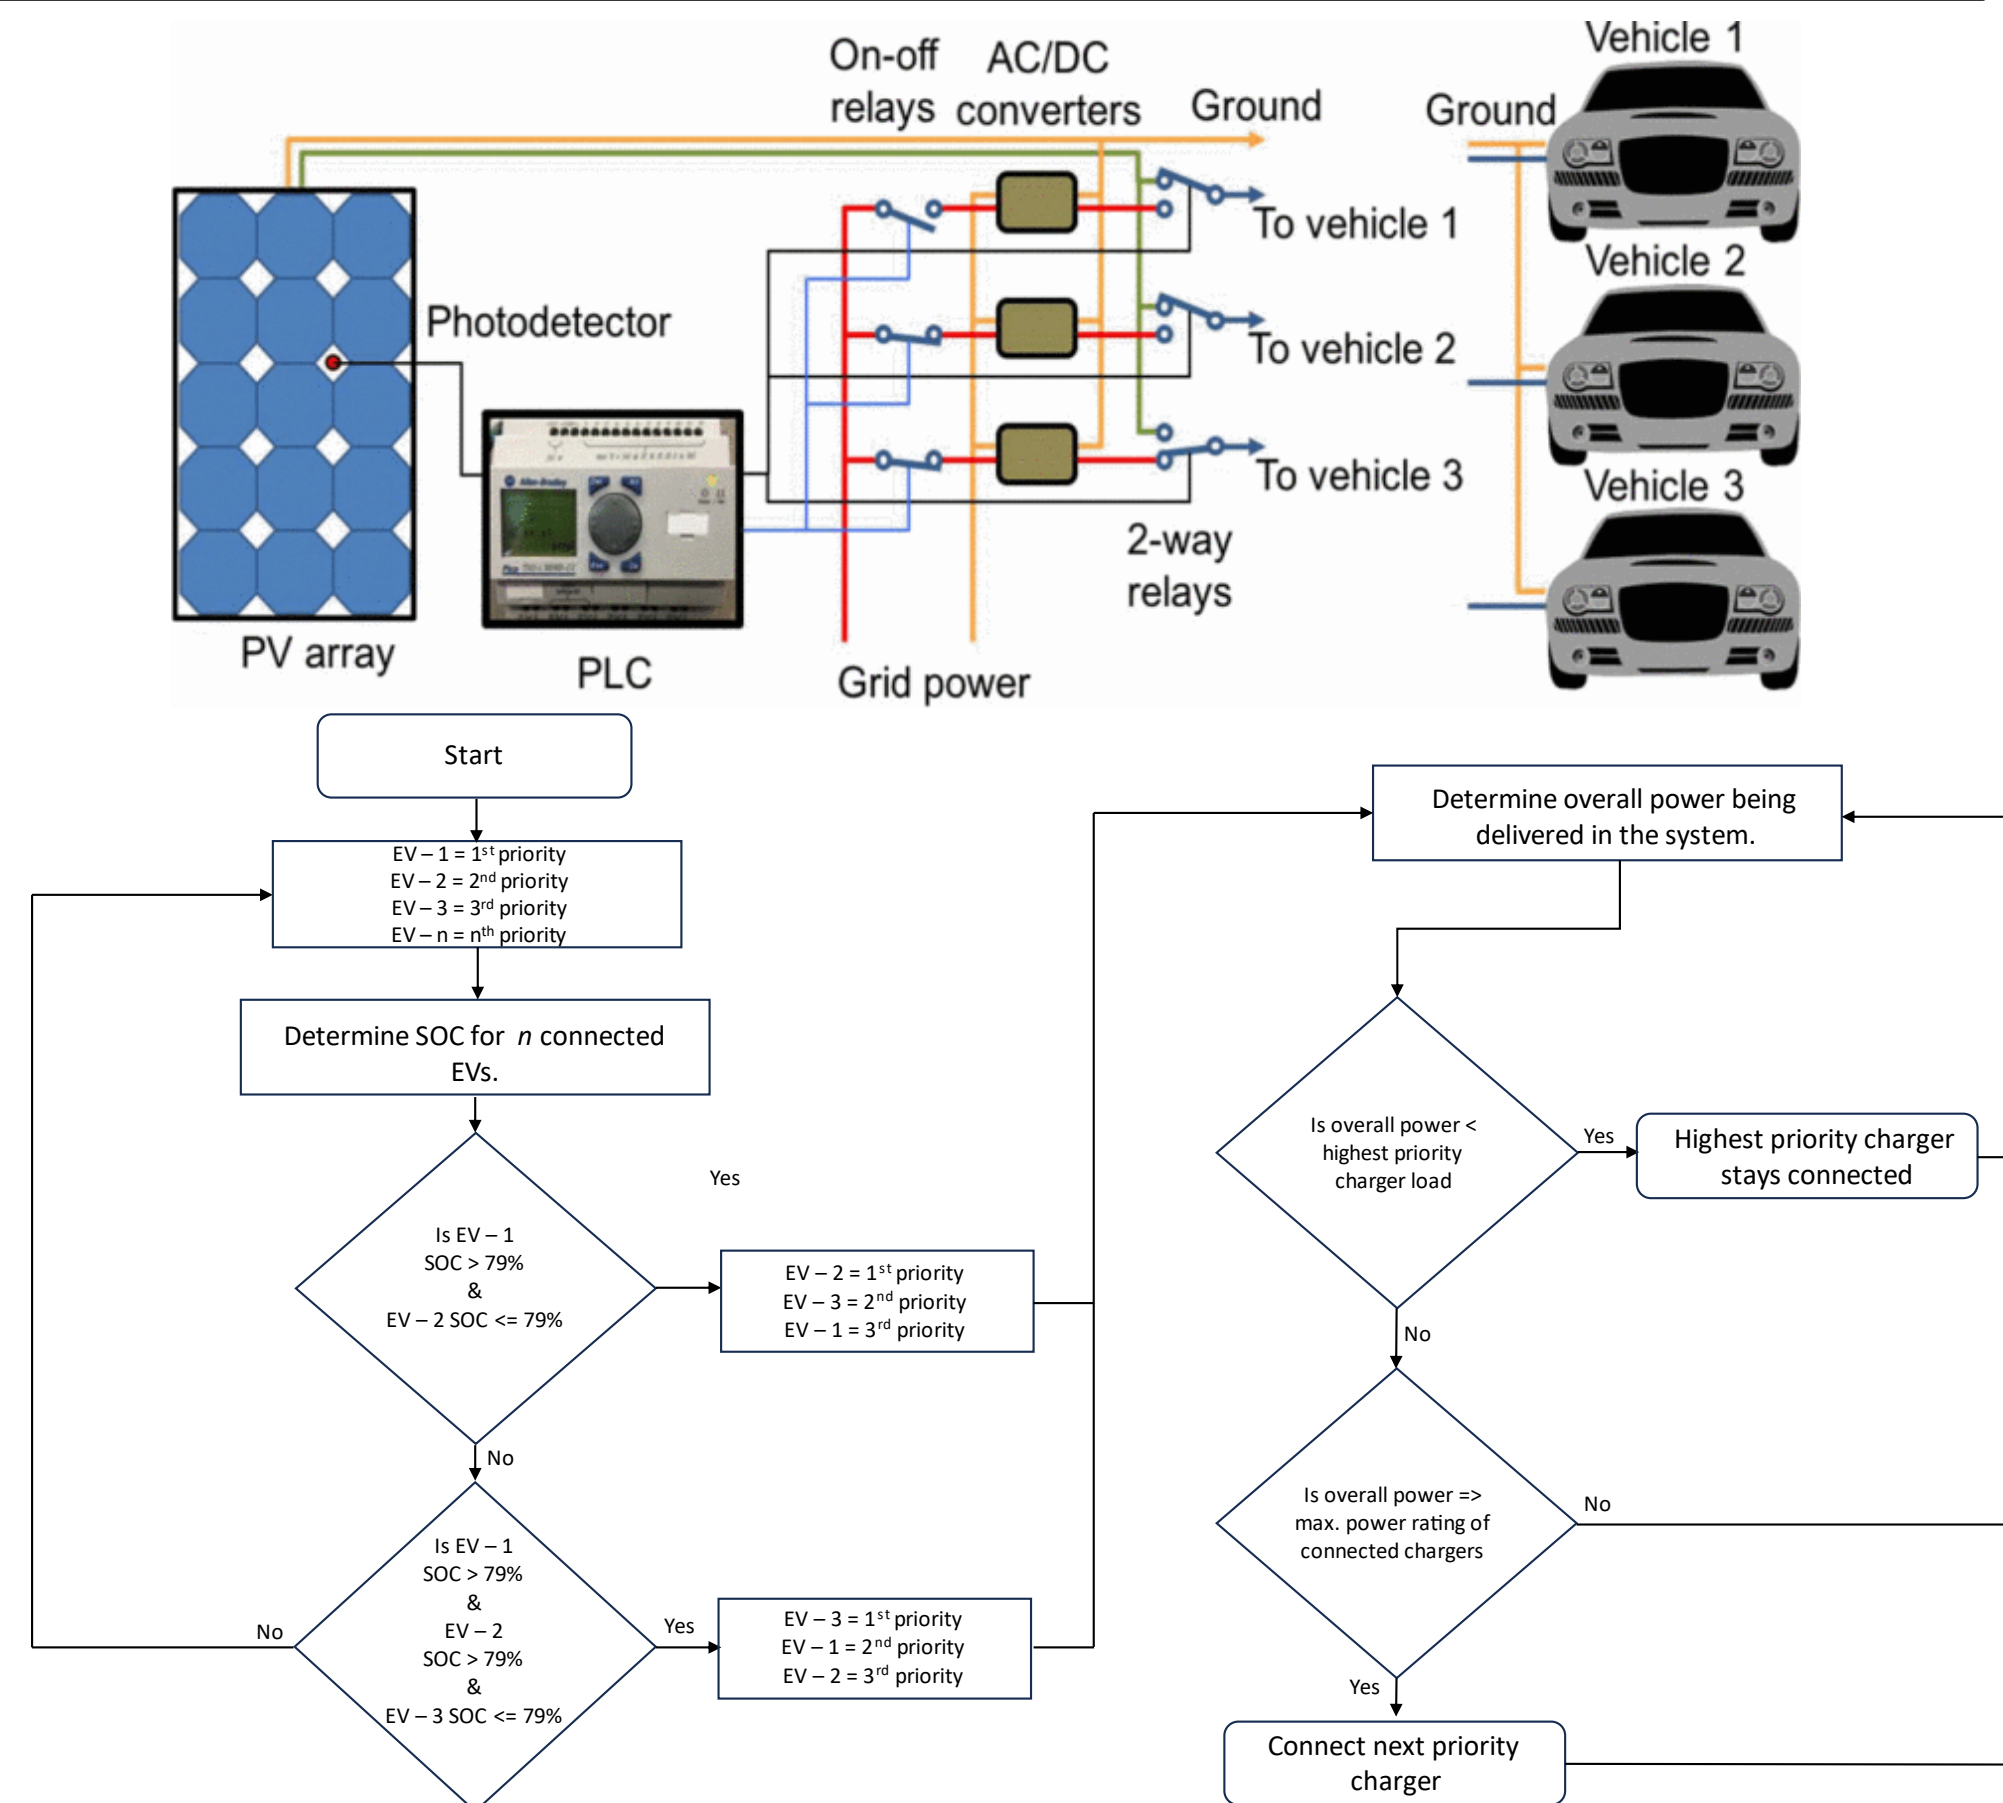 On-off
relays
AC/DC
converters
Ground
Ground
Vehicle 1
To vehicle 1
Vehicle 2
Photodetector
To vehicle 2
Allen-Bradley
To vehicle 3
Vehicle 3
2-way
relays
PV array
PLC
Grid power
Start
EV – 1 = 1st priority
EV – 2 = 2nd priority
EV – 3 = 3rd priority
EV – n = nth priority
Determine SOC for n connected
EVs.
Yes
Is EV – 1
SOC > 79%
&
EV – 2 SOC <= 79%
EV – 2 = 1st priority
EV – 3 = 2nd priority
EV – 1 = 3rd priority
No
Is EV – 1
SOC > 79%
&
EV – 2
SOC > 79%
&
EV – 3 SOC <= 79%
No
Yes
EV – 3 = 1st priority
EV – 1 = 2nd priority
EV – 2 = 3rd priority
Determine overall power being
delivered in the system.
Is overall power <
highest priority
charger load
Yes
Highest priority charger
stays connected
No
Is overall power =>
max. power rating of
connected chargers
No
Yes
Connect next priority
charger